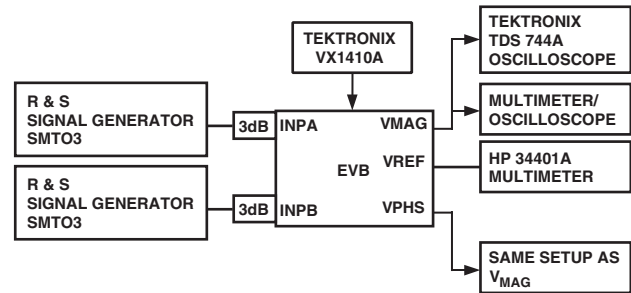 TEKTRONIX
VX1410A
TEKTRONIX
TDS 744A
OSCILLOSCOPE
R & S
SIGNAL GENERATOR
SMTO3
3dB
INPA
VMAG
MULTIMETER/
OSCILLOSCOPE
EVB
VREF
HP 34401A
MULTIMETER
R & S
SIGNAL GENERATOR
SMTO3
3dB
INPB
VPHS
SAME SETUP AS
VMAG